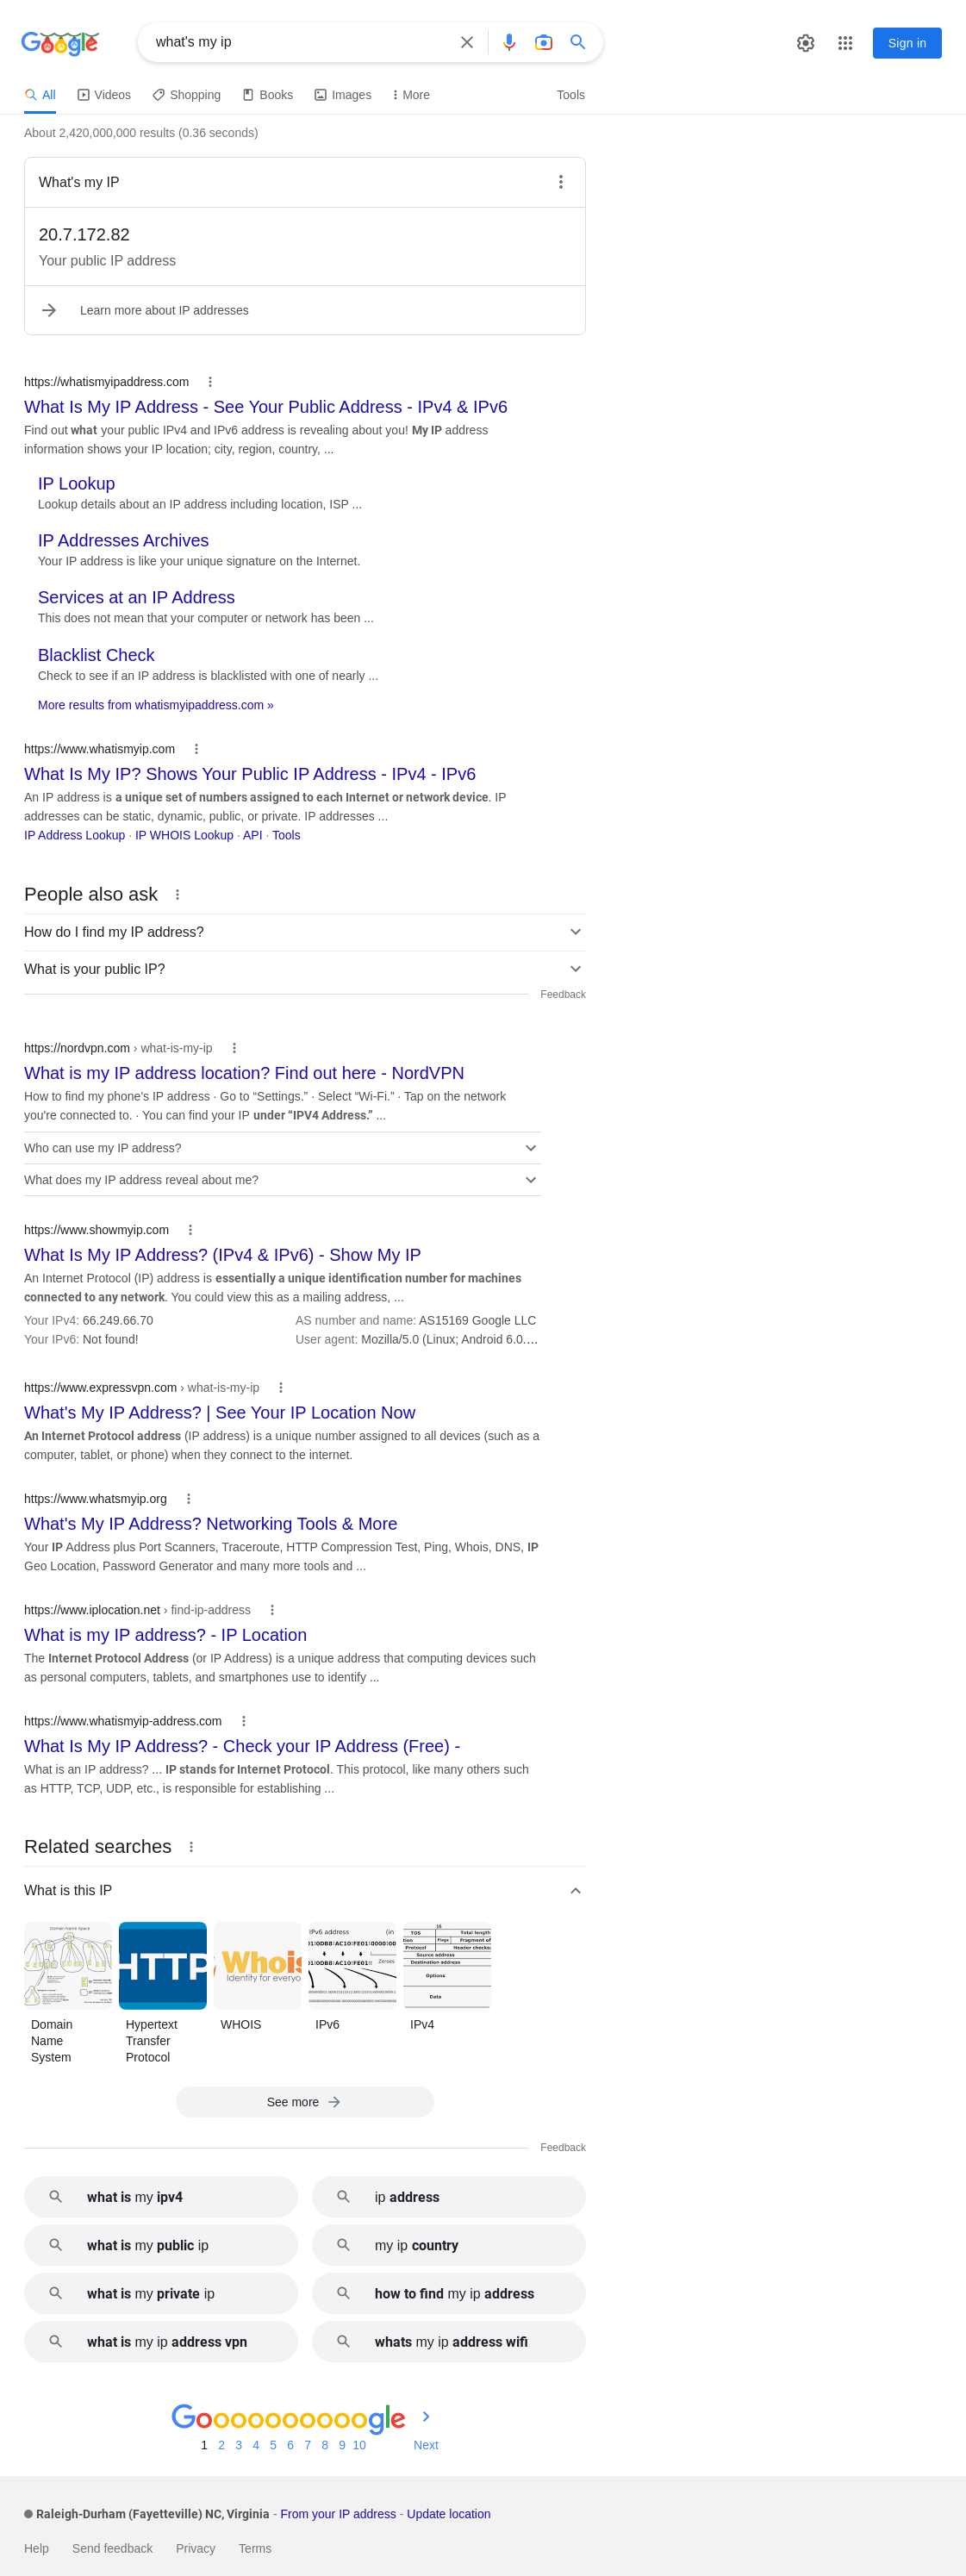 Google
what's my ip
Sign in
All Videos Shopping Books Images More Tools
About 2,420,000,000 results (0.36 seconds)
What's my IP
20.7.172.82
Your public IP address
Learn more about IP addresses
https://whatismyipaddress.com
What Is My IP Address - See Your Public Address - IPv4 & IPv6
Find out what your public IPv4 and IPv6 address is revealing about you! My IP address
information shows your IP location; city, region, country, ...
IP Lookup
Lookup details about an IP address including location, ISP ...
IP Addresses Archives
Your IP address is like your unique signature on the Internet.
Services at an IP Address
This does not mean that your computer or network has been ...
Blacklist Check
Check to see if an IP address is blacklisted with one of nearly ...
More results from whatismyipaddress.com »
https://www.whatismyip.com
What Is My IP? Shows Your Public IP Address - IPv4 - IPv6
An IP address is a unique set of numbers assigned to each Internet or network device. IP
addresses can be static, dynamic, public, or private. IP addresses ...
IP Address Lookup · IP WHOIS Lookup · API · Tools
People also ask
How do I find my IP address?
What is your public IP?
Feedback
https://nordvpn.com › what-is-my-ip
What is my IP address location? Find out here - NordVPN
How to find my phone's IP address · Go to “Settings.” · Select “Wi-Fi.” · Tap on the network
you're connected to. · You can find your IP under “IPV4 Address.” ...
Who can use my IP address?
What does my IP address reveal about me?
https://www.showmyip.com
What Is My IP Address? (IPv4 & IPv6) - Show My IP
An Internet Protocol (IP) address is essentially a unique identification number for machines
connected to any network. You could view this as a mailing address, ...
Your IPv4: 66.249.66.70 AS number and name: AS15169 Google LLC
Your IPv6: Not found! User agent: Mozilla/5.0 (Linux; Android 6.0....
https://www.expressvpn.com › what-is-my-ip
What's My IP Address? | See Your IP Location Now
An Internet Protocol address (IP address) is a unique number assigned to all devices (such as a
computer, tablet, or phone) when they connect to the internet.
https://www.whatsmyip.org
What's My IP Address? Networking Tools & More
Your IP Address plus Port Scanners, Traceroute, HTTP Compression Test, Ping, Whois, DNS, IP
Geo Location, Password Generator and many more tools and ...
https://www.iplocation.net › find-ip-address
What is my IP address? - IP Location
The Internet Protocol Address (or IP Address) is a unique address that computing devices such
as personal computers, tablets, and smartphones use to identify ...
https://www.whatismyip-address.com
What Is My IP Address? - Check your IP Address (Free) -
What is an IP address? ... IP stands for Internet Protocol. This protocol, like many others such
as HTTP, TCP, UDP, etc., is responsible for establishing ...
Related searches
What is this IP
Domain Name Space
HTTP
Whois
Identity for everyo
IPv6 address (in
Zeroes
16
TOS Total length
Flags Fragment of
Protocol Header checks
Source address
Destination address
Options
Data
Domain Name System
Hypertext Transfer Protocol
WHOIS
IPv6
IPv4
See more
Feedback
what is my ipv4
ip address
what is my public ip
my ip country
what is my private ip
how to find my ip address
what is my ip address vpn
whats my ip address wifi
Goooooooooogle
1 2 3 4 5 6 7 8 9 10 Next
Raleigh-Durham (Fayetteville) NC, Virginia - From your IP address - Update location
Help Send feedback Privacy Terms